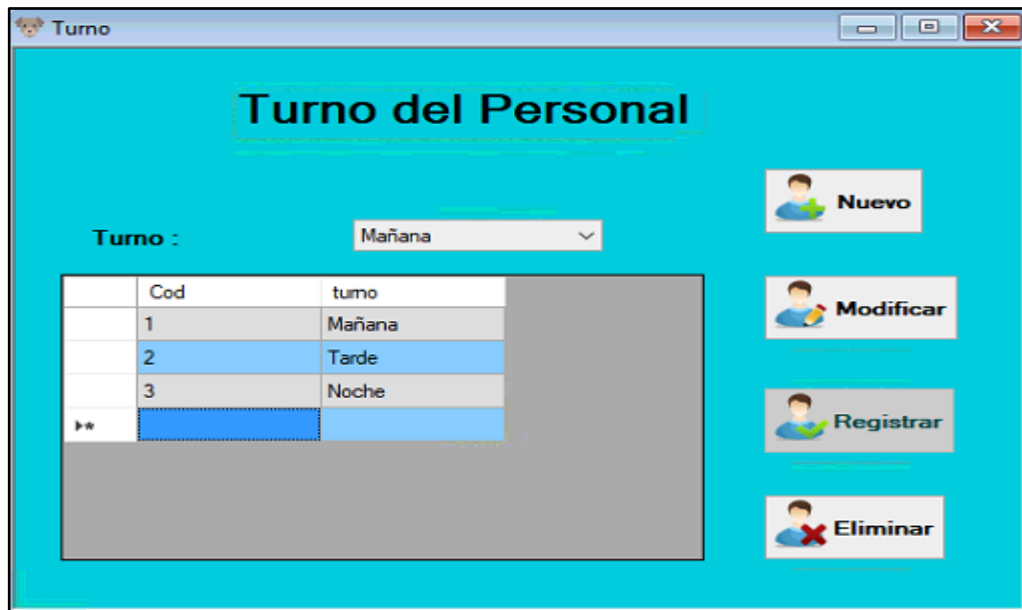 Turno
Turno del Personal
Nuevo
Turno :
Mañana
Cod turno
1 Mañana
Modificar
2 Tarde
3 Noche
Registrar
Eliminar